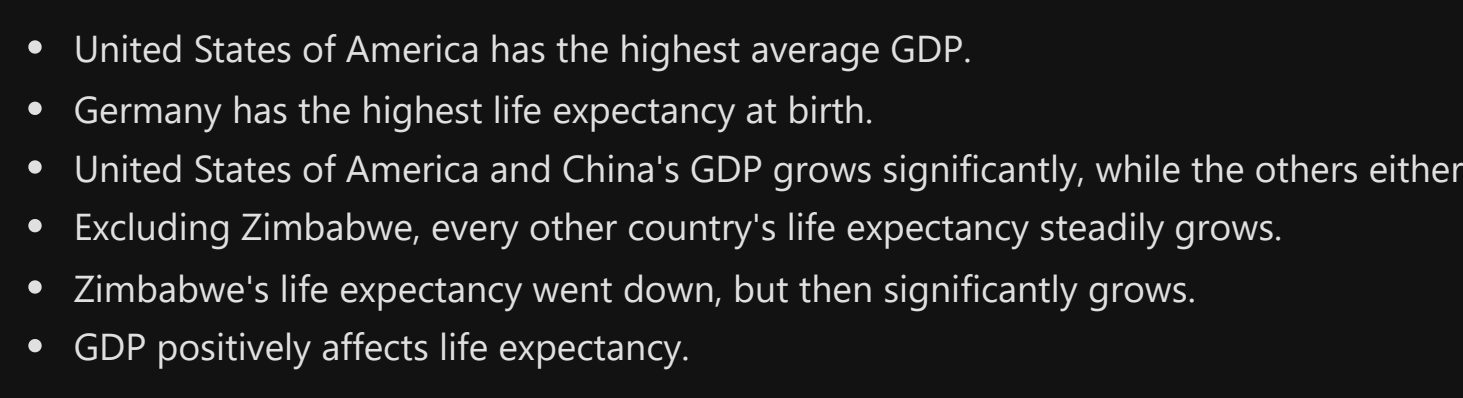 • United States of America has the highest average GDP.
• Germany has the highest life expectancy at birth.
• United States of America and China's GDP grows significantly, while the others either
• Excluding Zimbabwe, every other country's life expectancy steadily grows.
• Zimbabwe's life expectancy went down, but then significantly grows.
• GDP positively affects life expectancy.